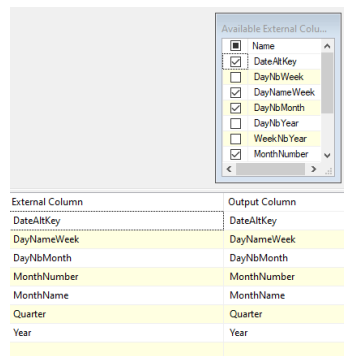 Available External Colu...
Name
DateAltKey
DayNbWeek
DayNameWeek
DayNbMonth
DayNbYear
WeekNbYear
MonthNumber
External Column Output Column
DateAltKey DateAltKey
DayNameWeek DayNameWeek
DayNbMonth DayNbMonth
MonthNumber MonthNumber
MonthName MonthName
Quarter Quarter
Year Year